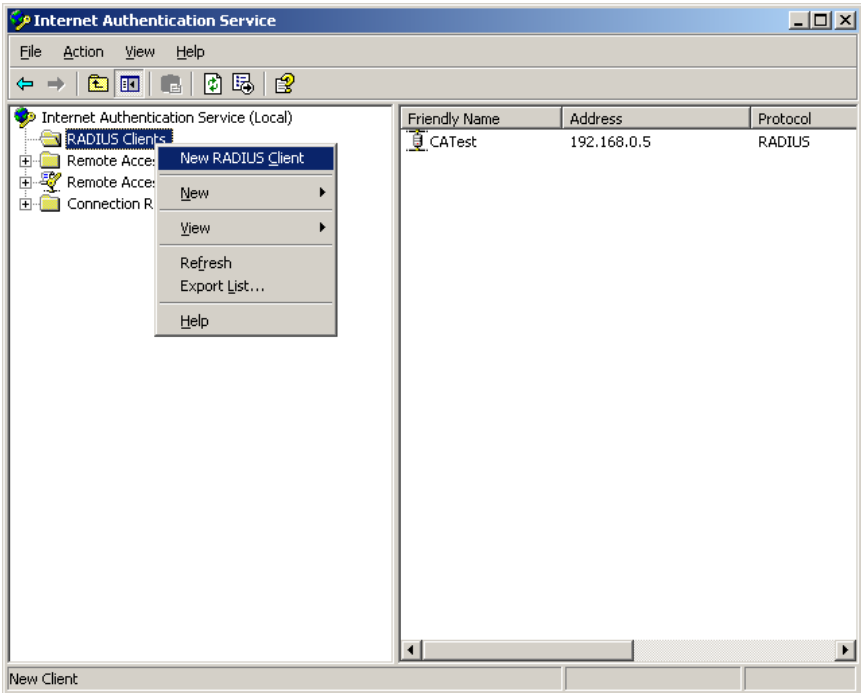 Internet Authentication Service
File Action View Help
Internet Authentication Service (Local)
RADIUS Clients
Remote Acce
Remote Acce
Connection R
New RADIUS Client
New
View
Refresh
Export List...
Help
Friendly Name Address Protocol
CATest 192.168.0.5 RADIUS
New Client